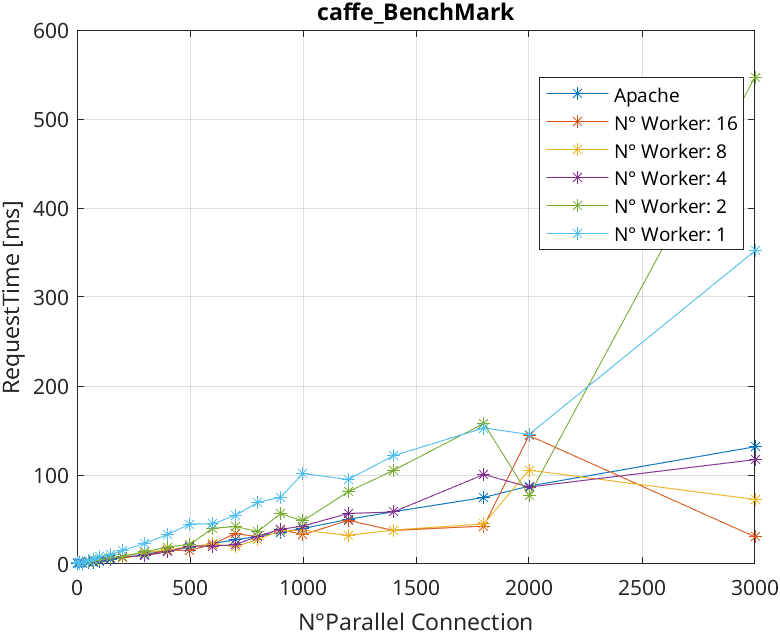 caffe_BenchMark
600
500
400
300
200
100
0
RequestTime [ms]
Apache
N° Worker: 16
N° Worker: 8
N° Worker: 4
N° Worker: 2
N° Worker: 1
0 500 1000 1500 2000 2500 3000
N°Parallel Connection